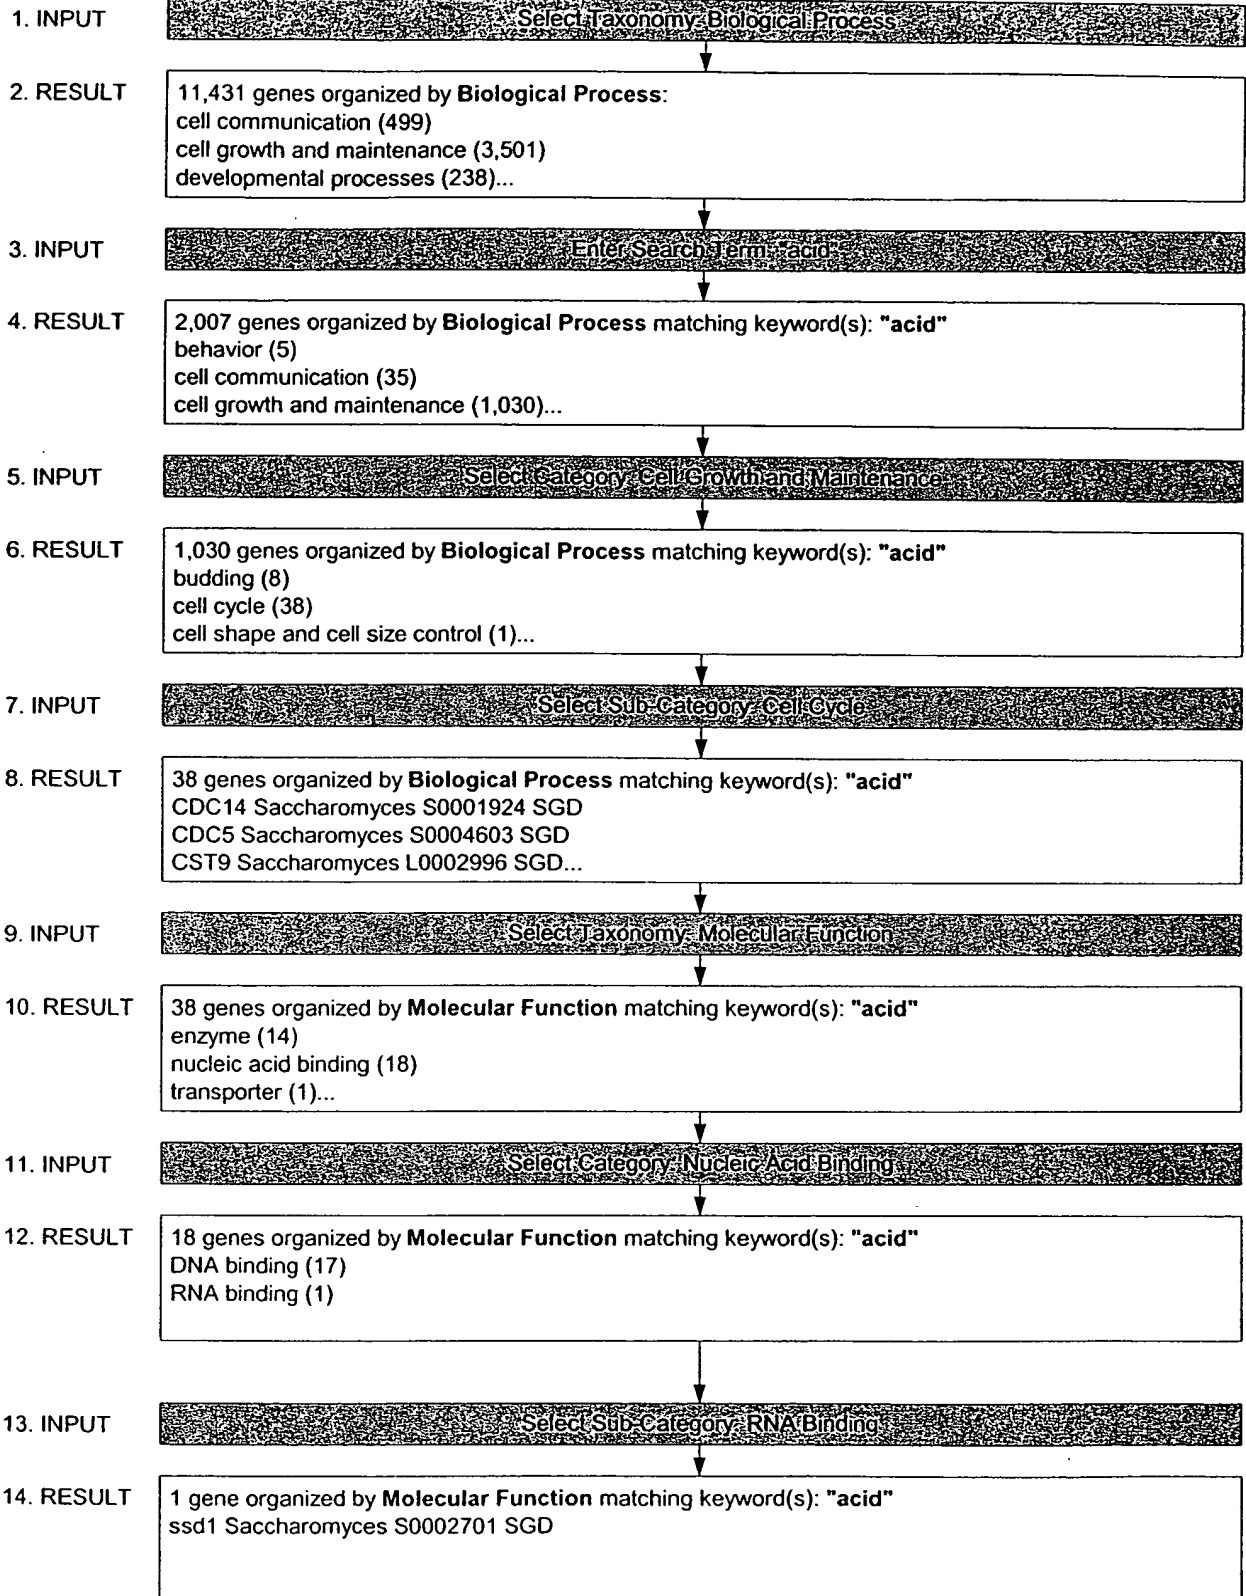 1. INPUT
Select Taxonomy: Biological Process
2. RESULT
11,431 genes organized by Biological Process:
cell communication (499)
cell growth and maintenance (3,501)
developmental processes (238)...
3. INPUT
Enter Search Term: "acid"
4. RESULT
2,007 genes organized by Biological Process matching keyword(s): "acid"
behavior (5)
cell communication (35)
cell growth and maintenance (1,030)...
5. INPUT
Select Category: Cell Growth and Maintenance
6. RESULT
1,030 genes organized by Biological Process matching keyword(s): "acid"
budding (8)
cell cycle (38)
cell shape and cell size control (1)...
7. INPUT
Select Sub-Category: Cell Cycle
8. RESULT
38 genes organized by Biological Process matching keyword(s): "acid"
CDC14 Saccharomyces S0001924 SGD
CDC5 Saccharomyces S0004603 SGD
CST9 Saccharomyces L0002996 SGD...
9. INPUT
Select Taxonomy: Molecular Function
10. RESULT
38 genes organized by Molecular Function matching keyword(s): "acid"
enzyme (14)
nucleic acid binding (18)
transporter (1)...
11. INPUT
Select Category: Nucleic Acid Binding
12. RESULT
18 genes organized by Molecular Function matching keyword(s): "acid"
DNA binding (17)
RNA binding (1)
13. INPUT
Select Sub-Category: RNA Binding
14. RESULT
1 gene organized by Molecular Function matching keyword(s): "acid"
ssd1 Saccharomyces S0002701 SGD